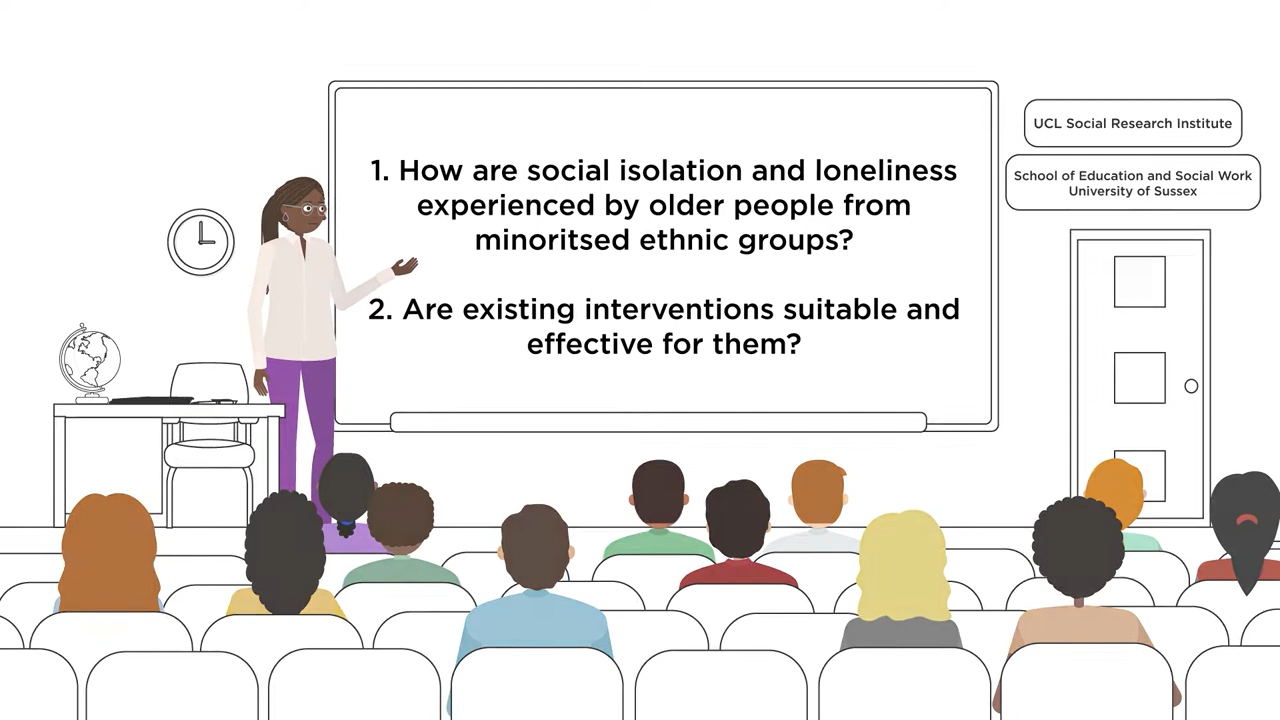 1. How are social isolation and loneliness
experienced by older people from
minoritsed ethnic groups?
2. Are existing interventions suitable and
effective for them?
UCL Social Research Institute
School of Education and Social Work
University of Sussex